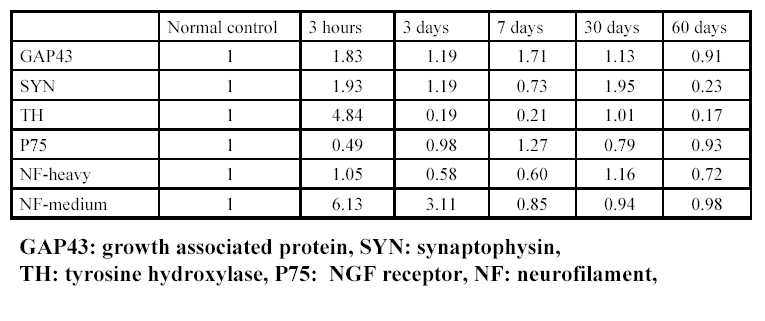 Normal control 3 hours 3 days 7 days 30 days 60 days
GAP43 1 1.83 1.19 1.71 1.13 0.91
SYN 1 1.93 1.19 0.73 1.95 0.23
TH 1 4.84 0.19 0.21 1.01 0.17
P75 1 0.49 0.98 1.27 0.79 0.93
NF-heavy 1 1.05 0.58 0.60 1.16 0.72
NF-medium 1 6.13 3.11 0.85 0.94 0.98
GAP43: growth associated protein, SYN: synaptophysin,
TH: tyrosine hydroxylase, P75: NGF receptor, NF: neurofilament,